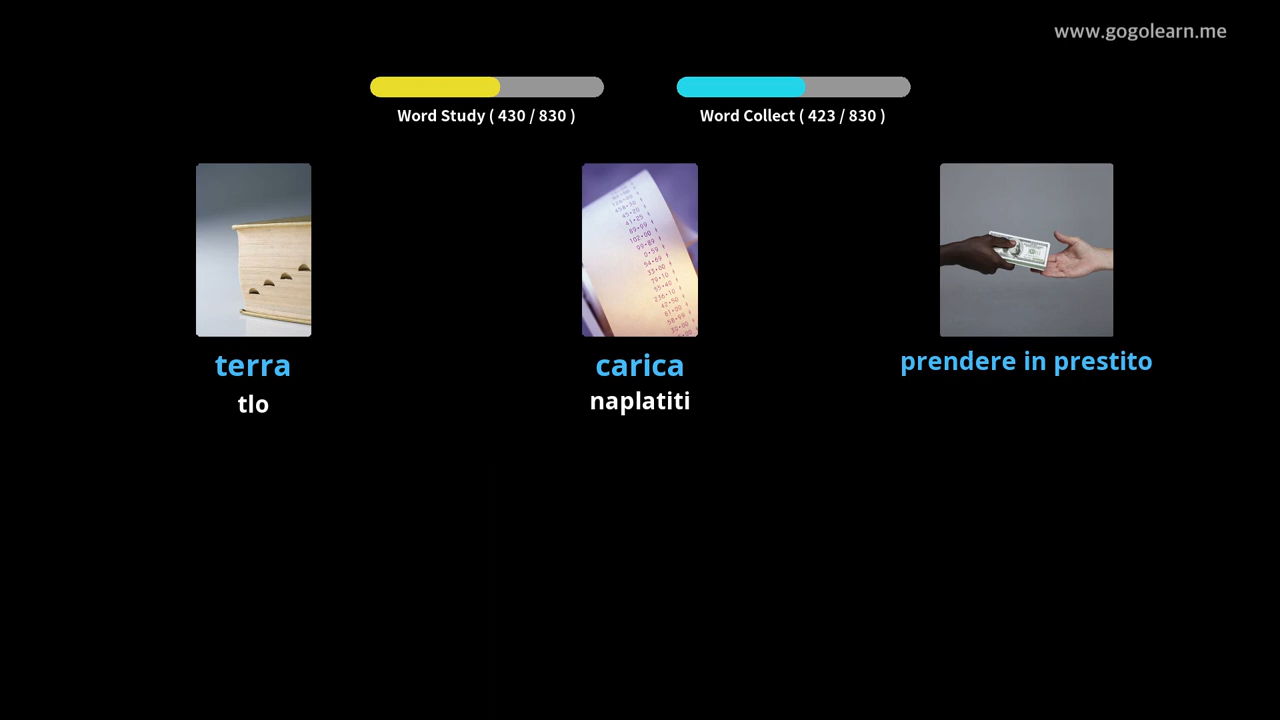 www.gogolearn.me
Word Study ( 430 / 830 )
Word Collect ( 423 / 830 )
terra
tlo
carica
naplatiti
prendere in prestito